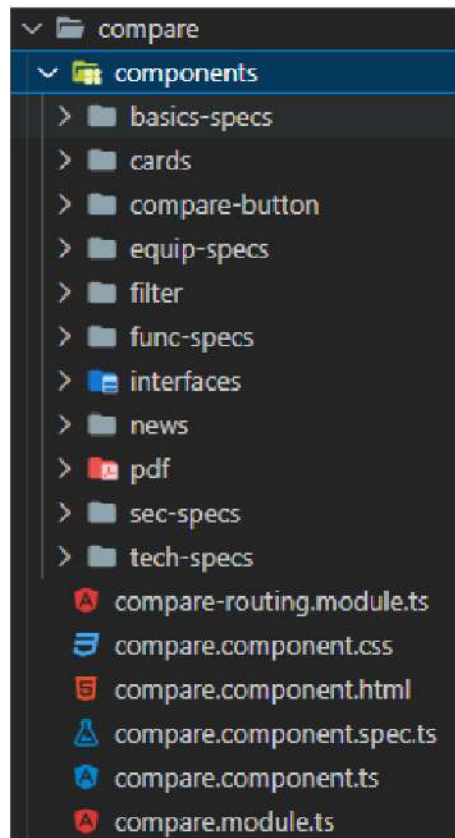 compare
components
basics-specs
cards
compare-button
equip-specs
filter
func-specs
interfaces
news
pdf
sec-specs
tech-specs
compare-routing.module.ts
compare.component.css
compare.component.html
compare.component.spec.ts
compare.component.ts
compare.module.ts